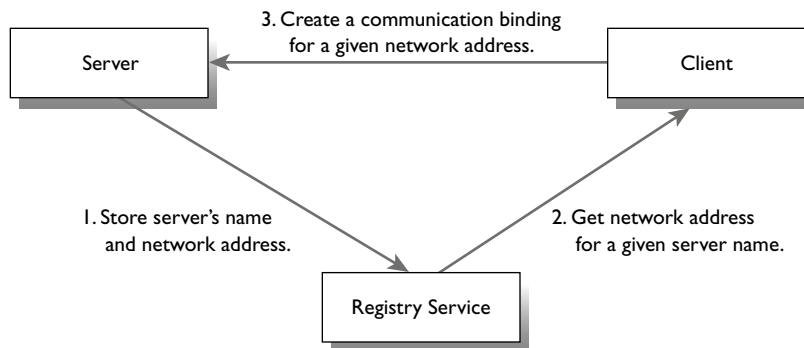 3. Create a communication binding
for a given network address.
Server
Client
1. Store server’s name
and network address.
2. Get network address
for a given server name.
Registry Service